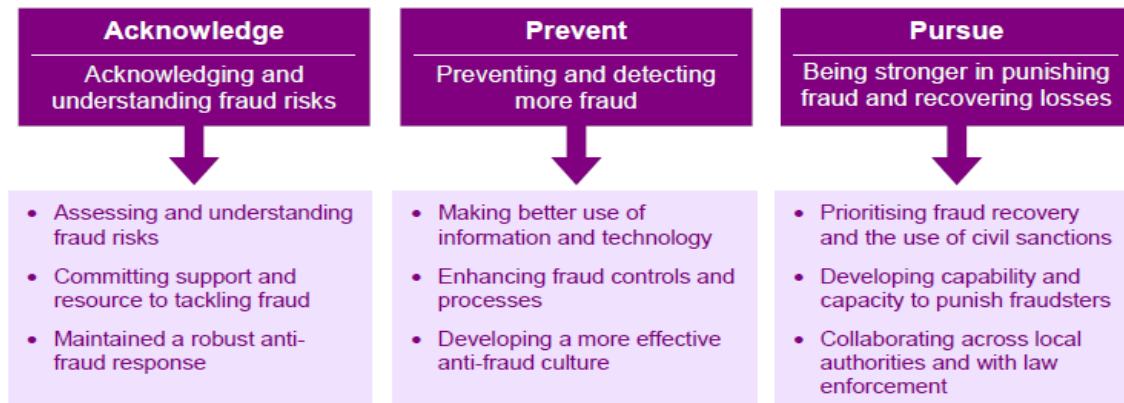 Acknowledge
Acknowledging and
understanding fraud risks
• Assessing and understanding
fraud risks
• Committing support and
resource to tackling fraud
• Maintained a robust anti-
fraud response
Prevent
Preventing and detecting
more fraud
• Making better use of
information and technology
• Enhancing fraud controls and
processes
• Developing a more effective
anti-fraud culture
Pursue
Being stronger in punishing
fraud and recovering losses
• Prioritising fraud recovery
and the use of civil sanctions
• Developing capability and
capacity to punish fraudsters
• Collaborating across local
authorities and with law
enforcement